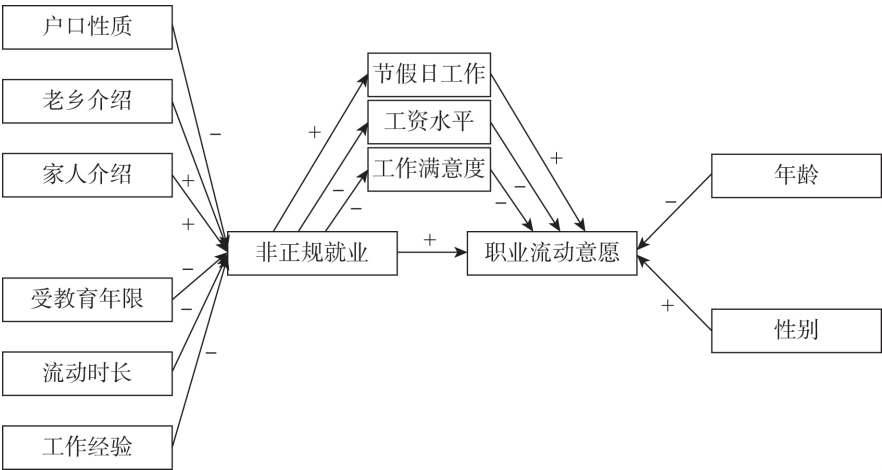 户口性质
老乡介绍
家人介绍
受教育年限
流动时长
工作经验
−
+
+
−
−
−
非正规就业
+
−
−
节假日工作
工资水平
工作满意度
+
+
−
−
职业流动意愿
−
+
年龄
性别